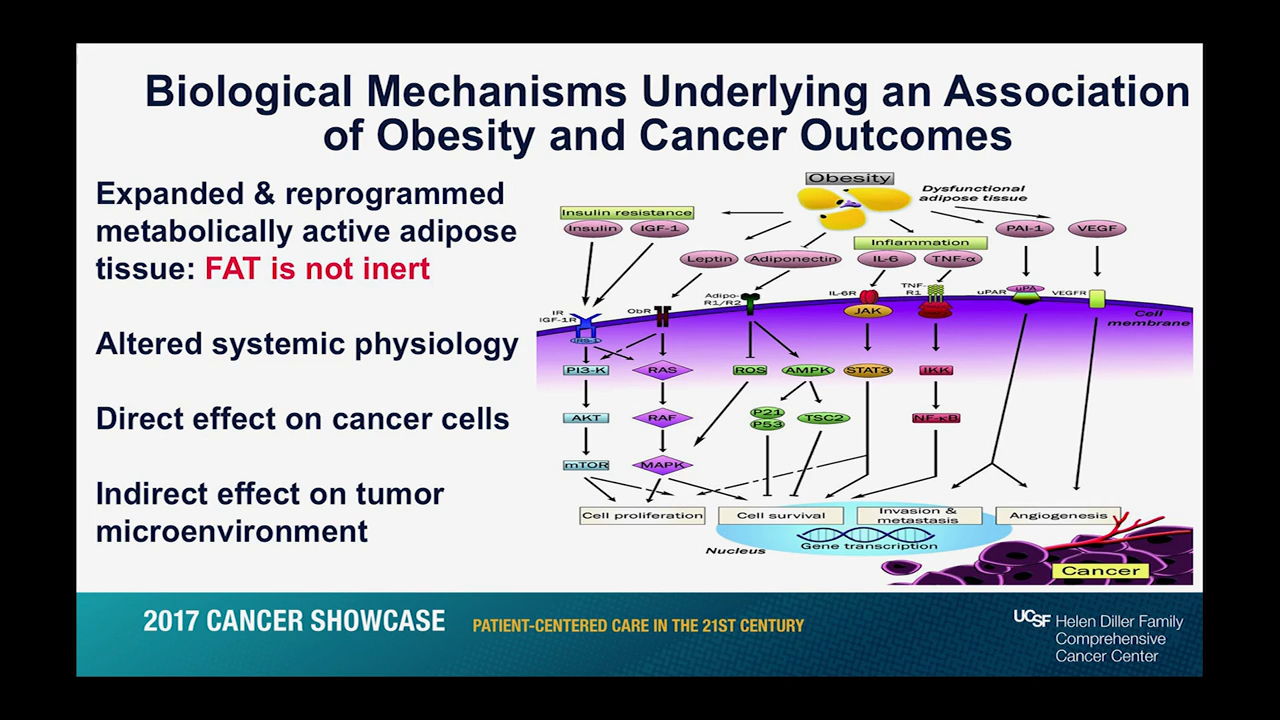 Biological Mechanisms Underlying an Association
of Obesity and Cancer Outcomes
Expanded & reprogrammed
metabolically active adipose
tissue: FAT is not inert
Altered systemic physiology
Direct effect on cancer cells
Indirect effect on tumor
microenvironment
Obesity
Dysfunctional
adipose tissue
Insulin resistance
Insulin IGF-1
PAI-1 VEGF
Inflammation
Leptin Adiponectin IL-6 TNF-α
IR
IGF-1R
ObR
Adipo-
R1/R2
IL-6R
TNF-
R1
uPAR
uPA
VEGFR
IRS-1
JAK
Cell
membrane
PI3-K RAS ROS AMPK STAT3 IKK
AKT RAF P21 TSC2 NF-κB
P53
mTOR MAPK
Cell proliferation Cell survival Invasion & Angiogenesis
metastasis
Nucleus Gene transcription
Cancer
2017 CANCER SHOWCASE PATIENT-CENTERED CARE IN THE 21ST CENTURY
UCSF Helen Diller Family
Comprehensive
Cancer Center